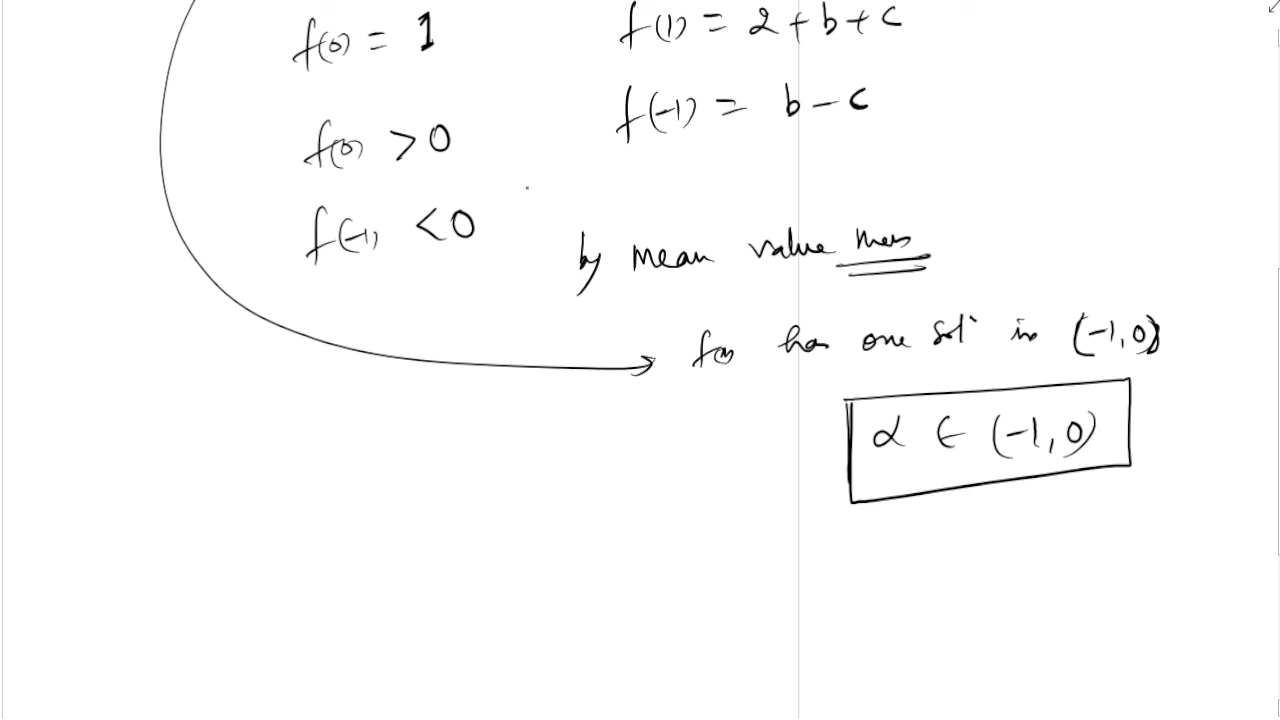 f(0) = 1
f(1) = 2 + b + c
f(-1) = b - c
f(0) > 0
f(-1) < 0
by mean value
f(x) has one sol in (-1, 0)
α ∈ (-1, 0)